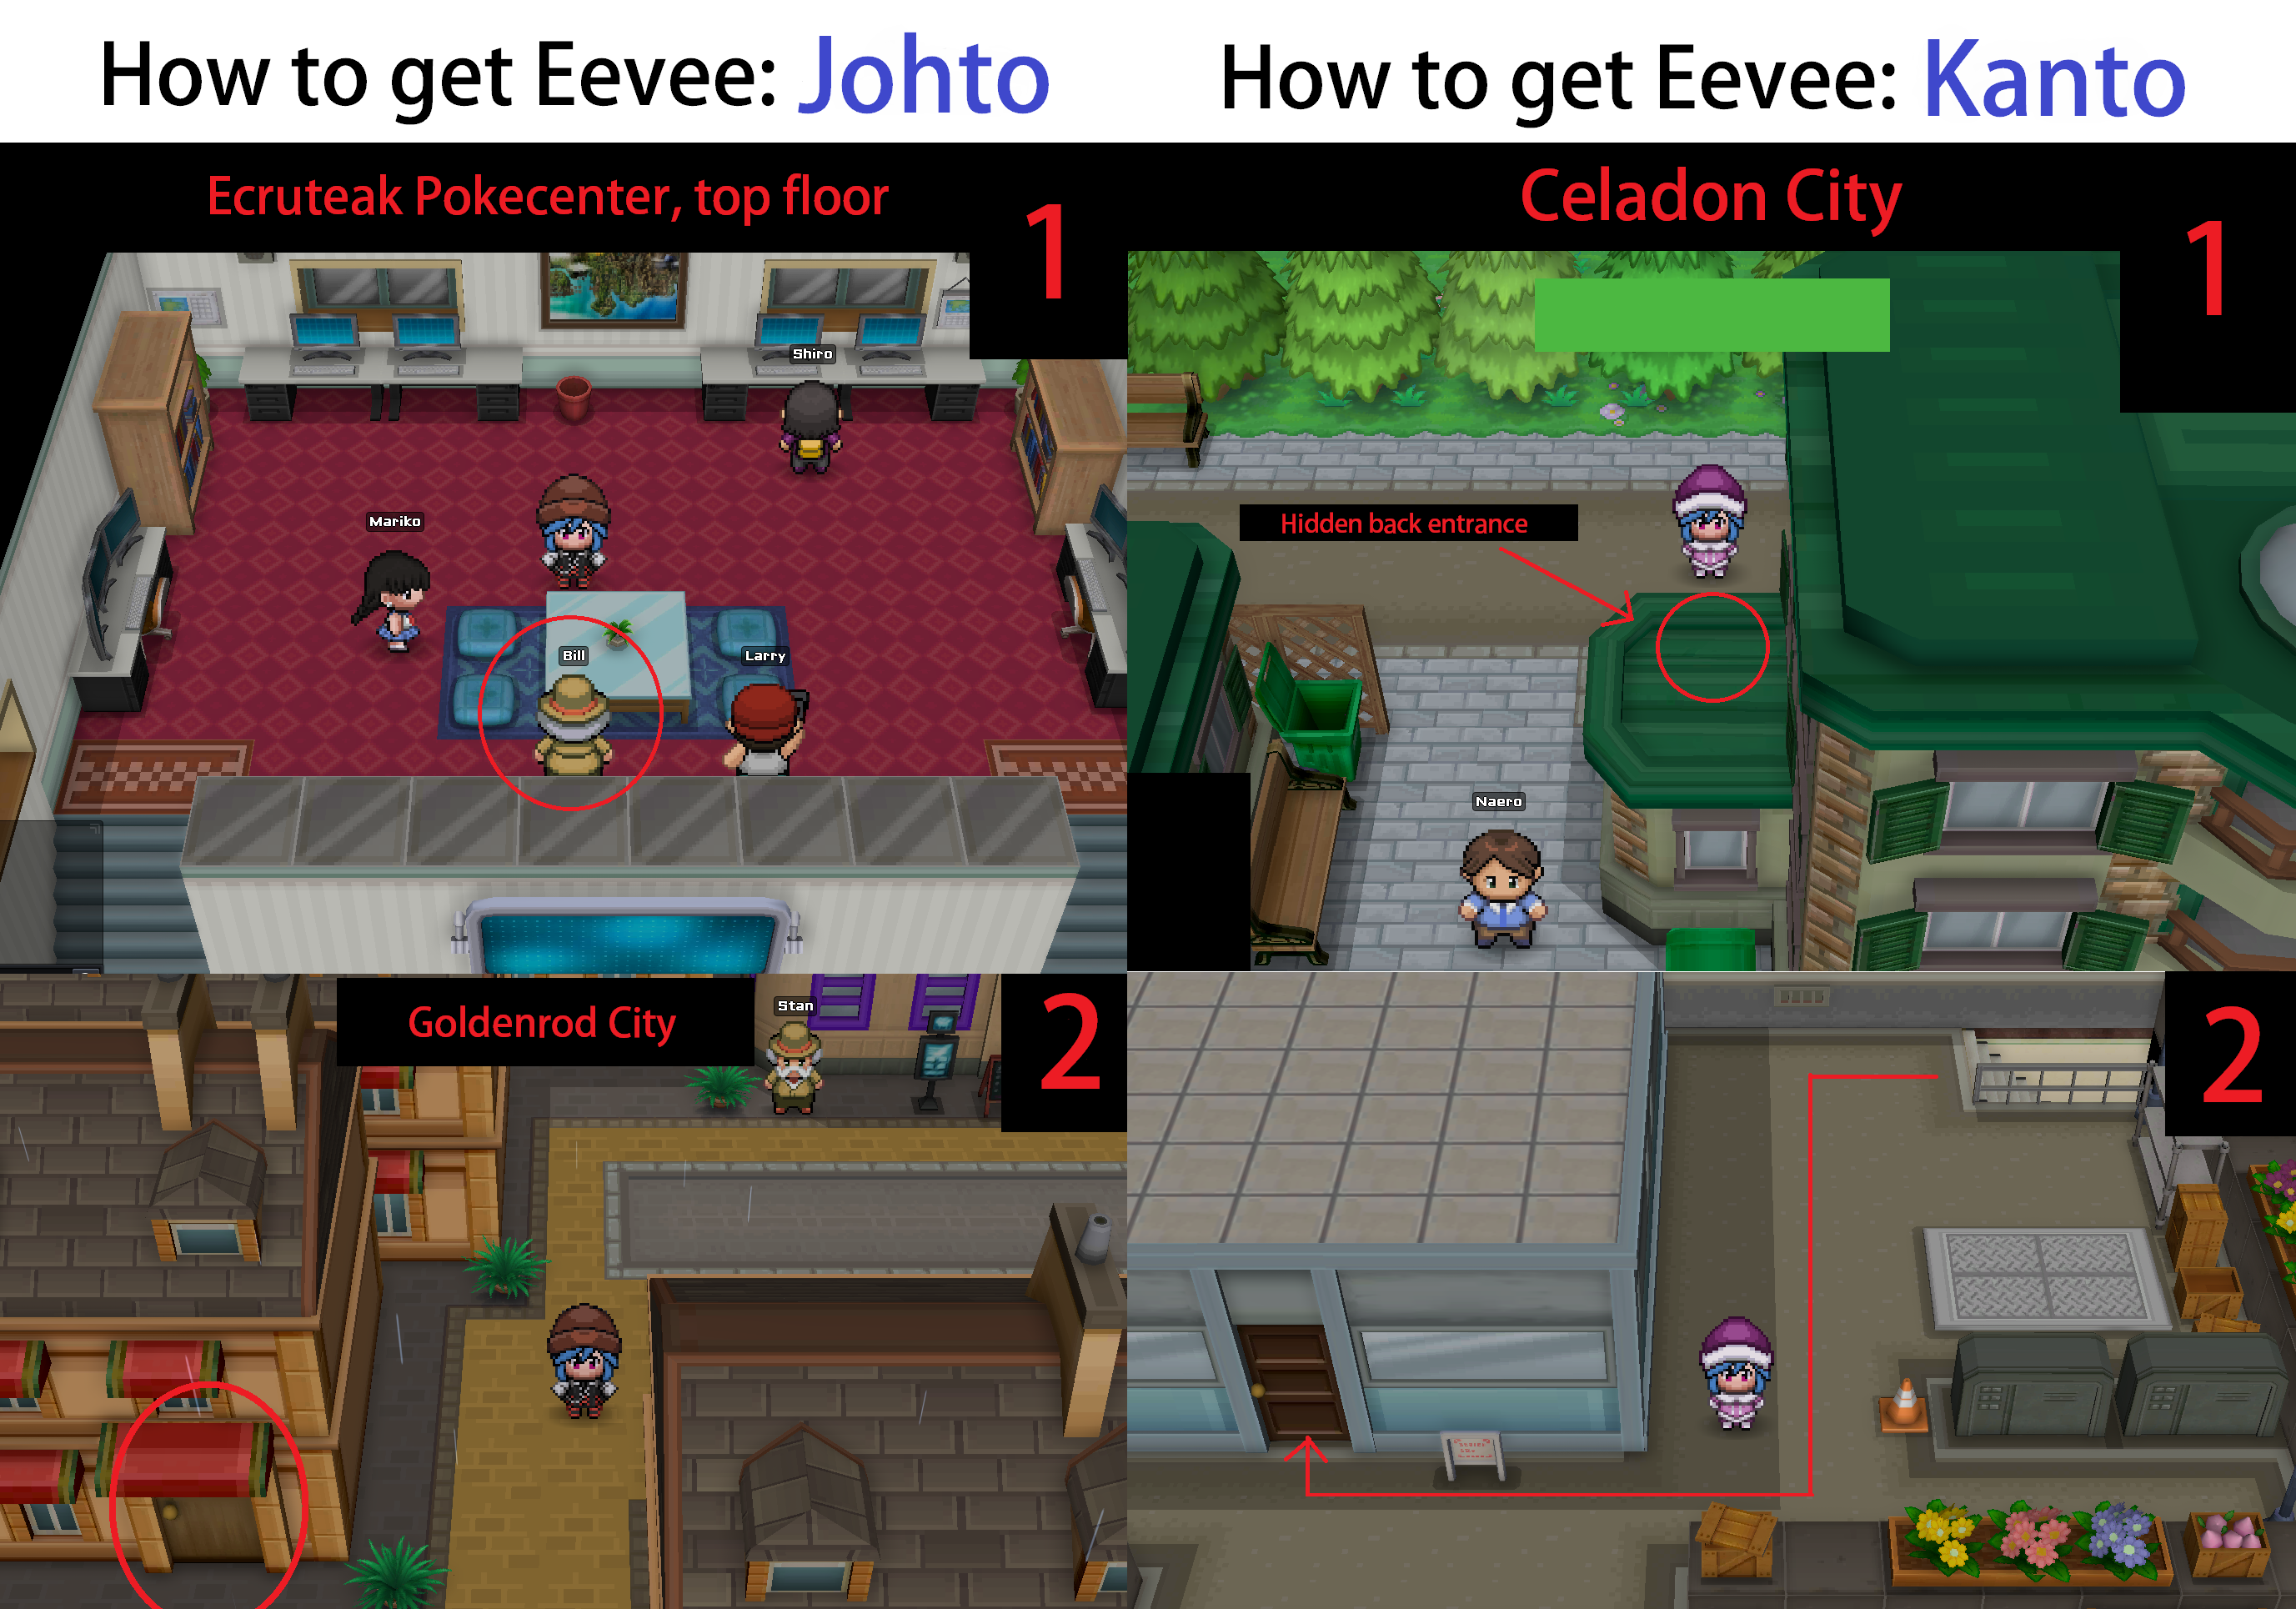 How to get Eevee: Johto
Ecruteak Pokecenter, top floor
1
Shiro
Mariko
Bill
Larry
Goldenrod City
2
Stan
How to get Eevee: Kanto
Celadon City
1
Hidden back entrance
Naero
2